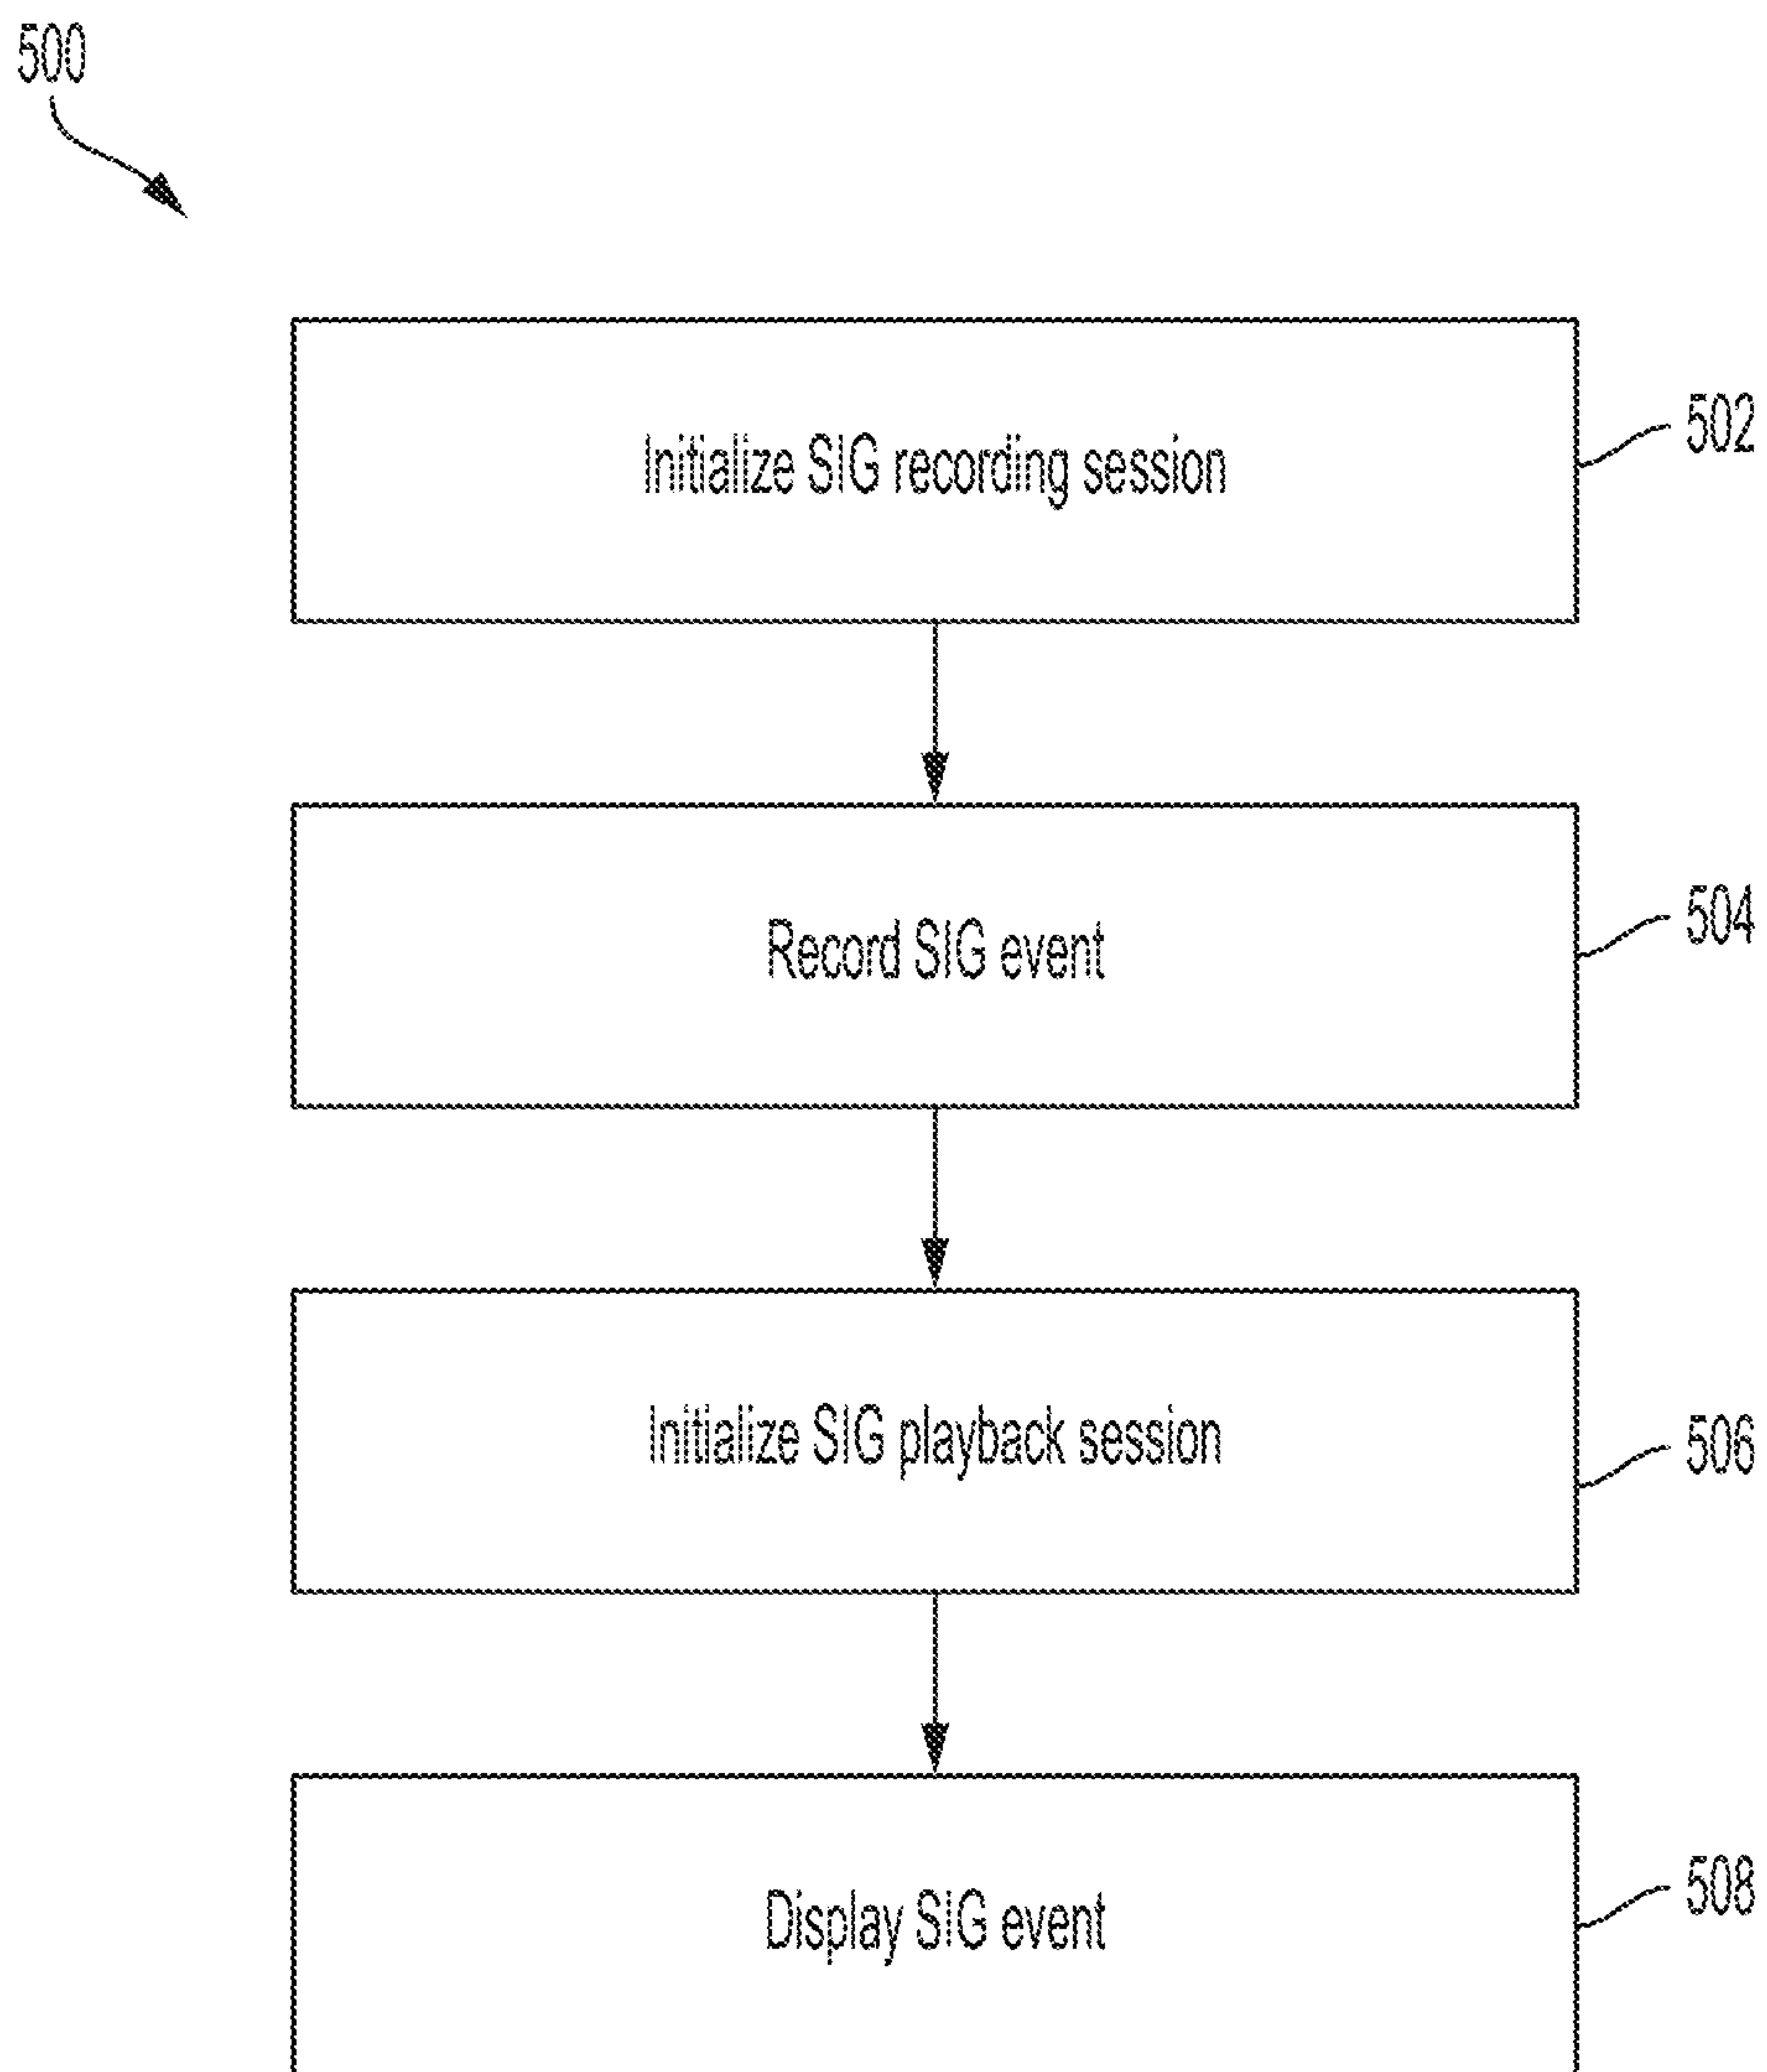 500
Initialize SIG recording session
502
Record SIG event
504
Initialize SIG playback session
506
Display SIG event
508